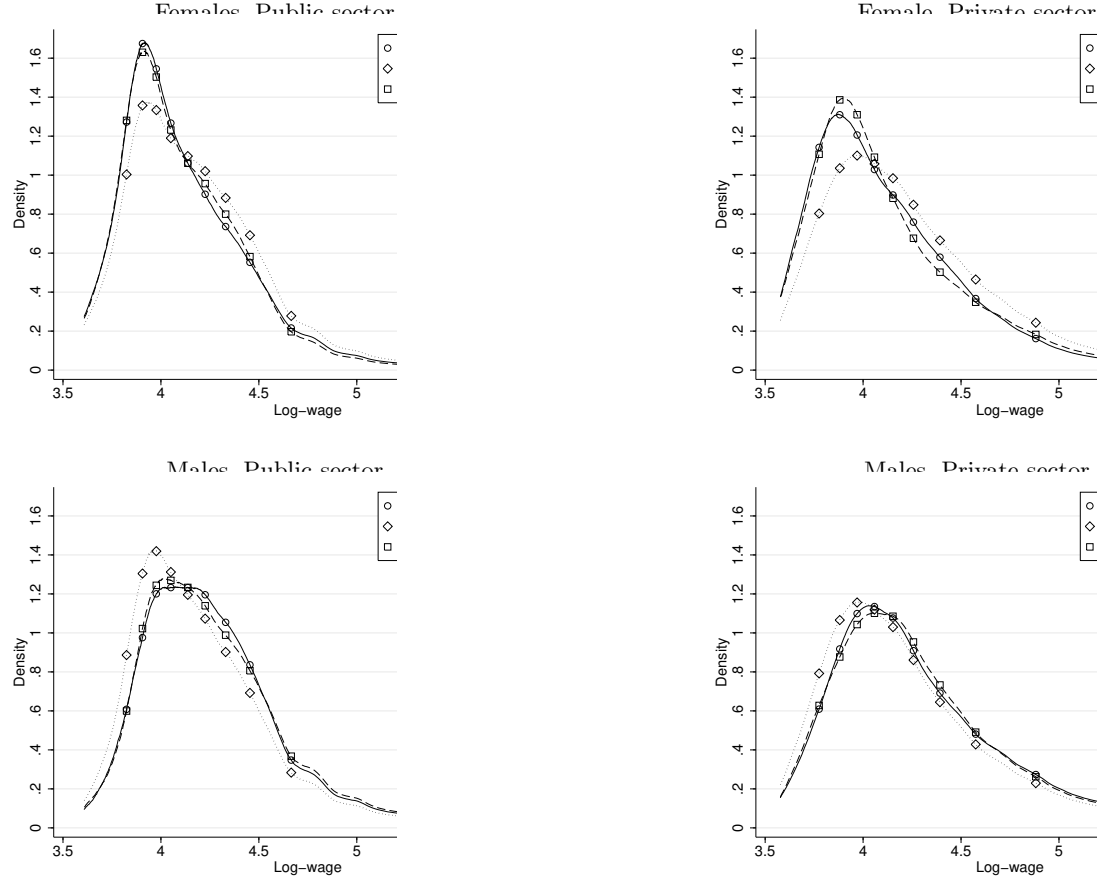 Females, Public sector
1.6
1.4
1.2
1
.8
.6
.4
.2
0
Density
3.5 4 4.5 5
Log-wage
Female, Private sector
1.6
1.4
1.2
1
.8
.6
.4
.2
0
Density
3.5 4 4.5 5
Log-wage
Males, Public sector
1.6
1.4
1.2
1
.8
.6
.4
.2
0
Density
3.5 4 4.5 5
Log-wage
Males, Private sector
1.6
1.4
1.2
1
.8
.6
.4
.2
0
Density
3.5 4 4.5 5
Log-wage